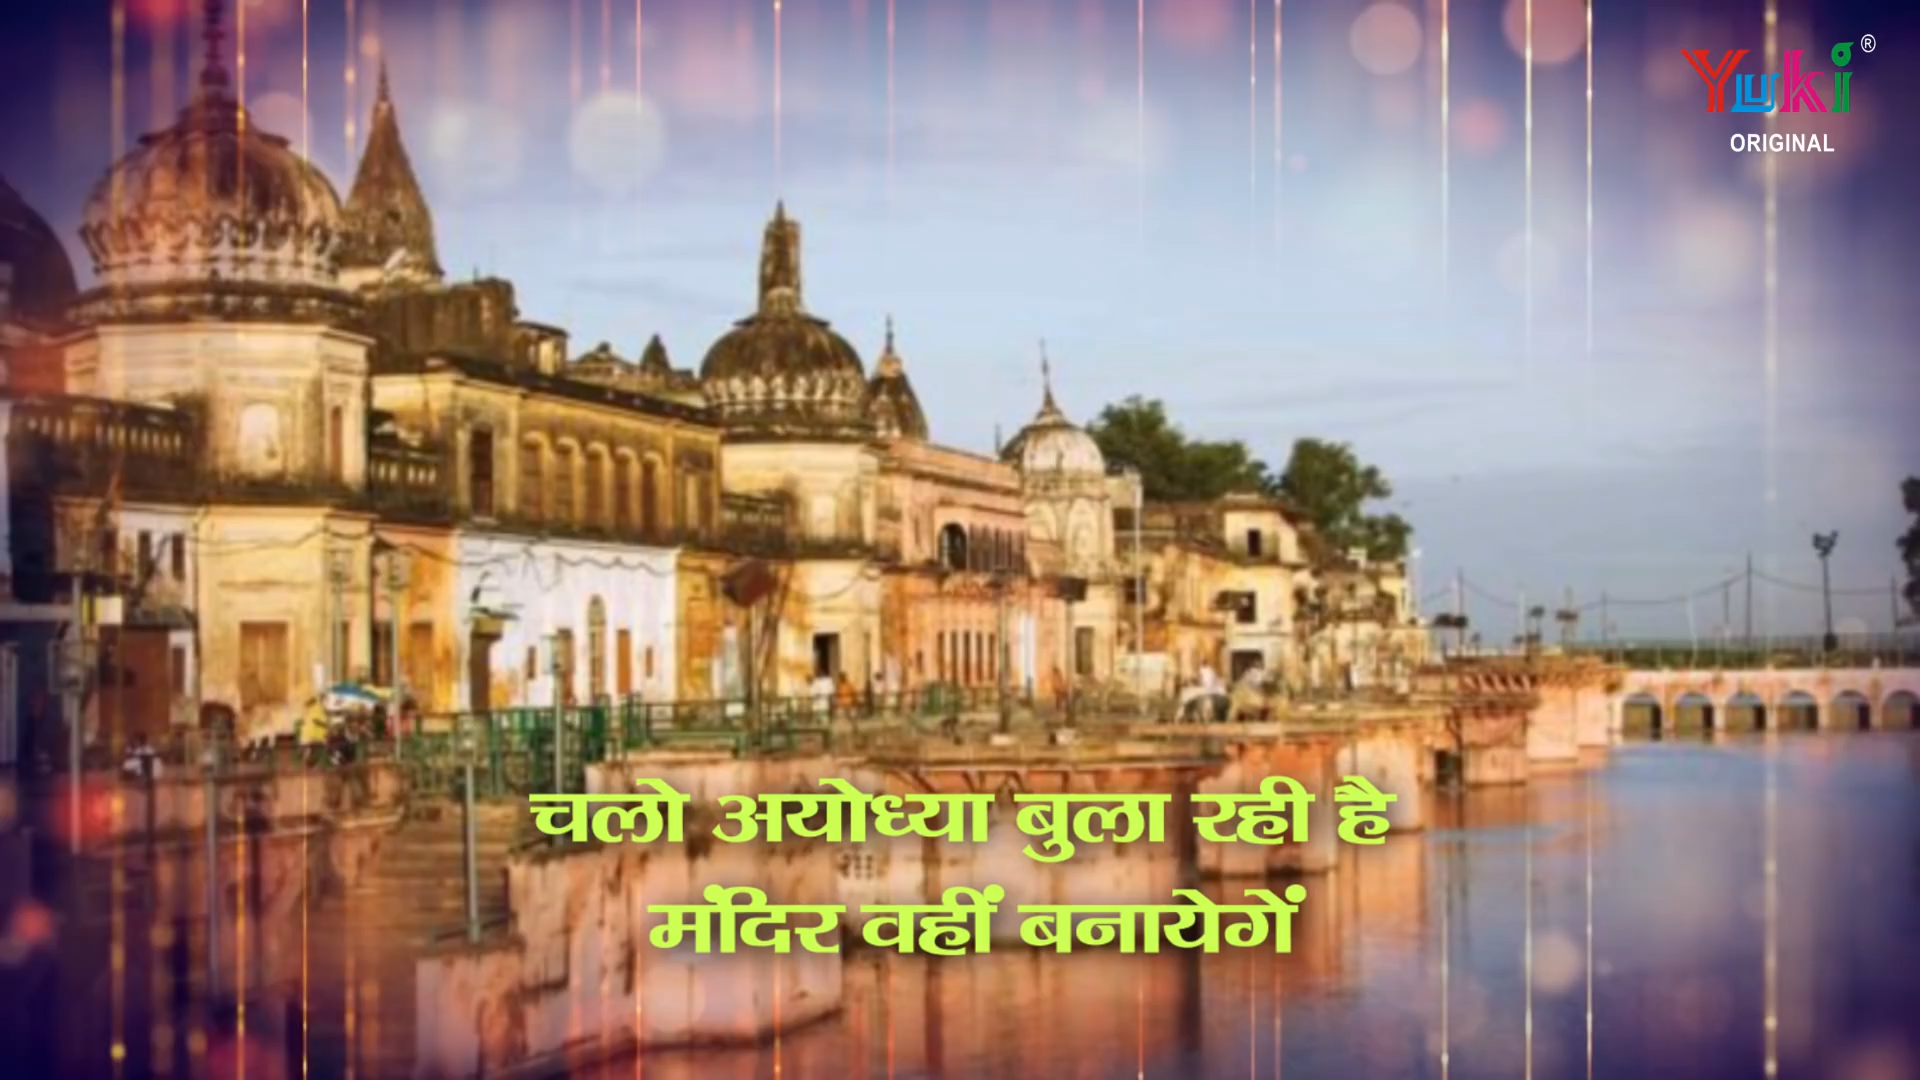 Yuki®
ORIGINAL
चलो अयोध्या बुला रही है
मंदिर वहीं बनायेगें